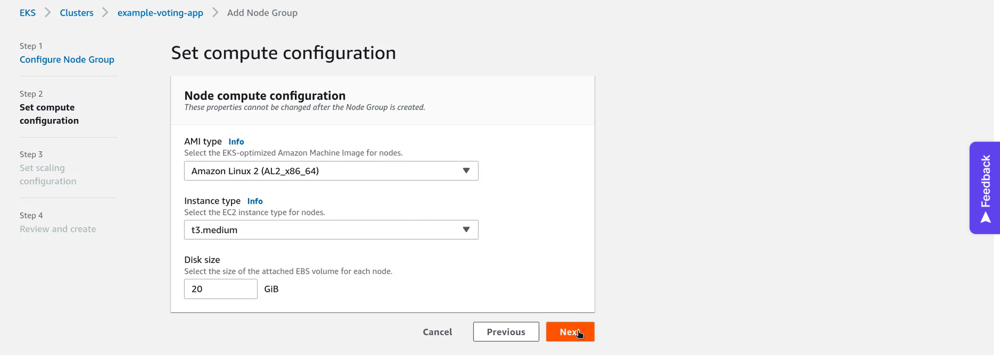 EKS > Clusters > example-voting-app > Add Node Group
Step 1
Configure Node Group
Step 2
Set compute
configuration
Step 3
Set scaling
configuration
Step 4
Review and create
Set compute configuration
Node compute configuration
These properties cannot be changed after the Node Group is created.
AMI type Info
Select the EKS-optimized Amazon Machine Image for nodes.
Amazon Linux 2 (AL2_x86_64)
Instance type Info
Select the EC2 instance type for nodes.
t3.medium
Disk size
Select the size of the attached EBS volume for each node.
20 GiB
Cancel Previous Next
Feedback